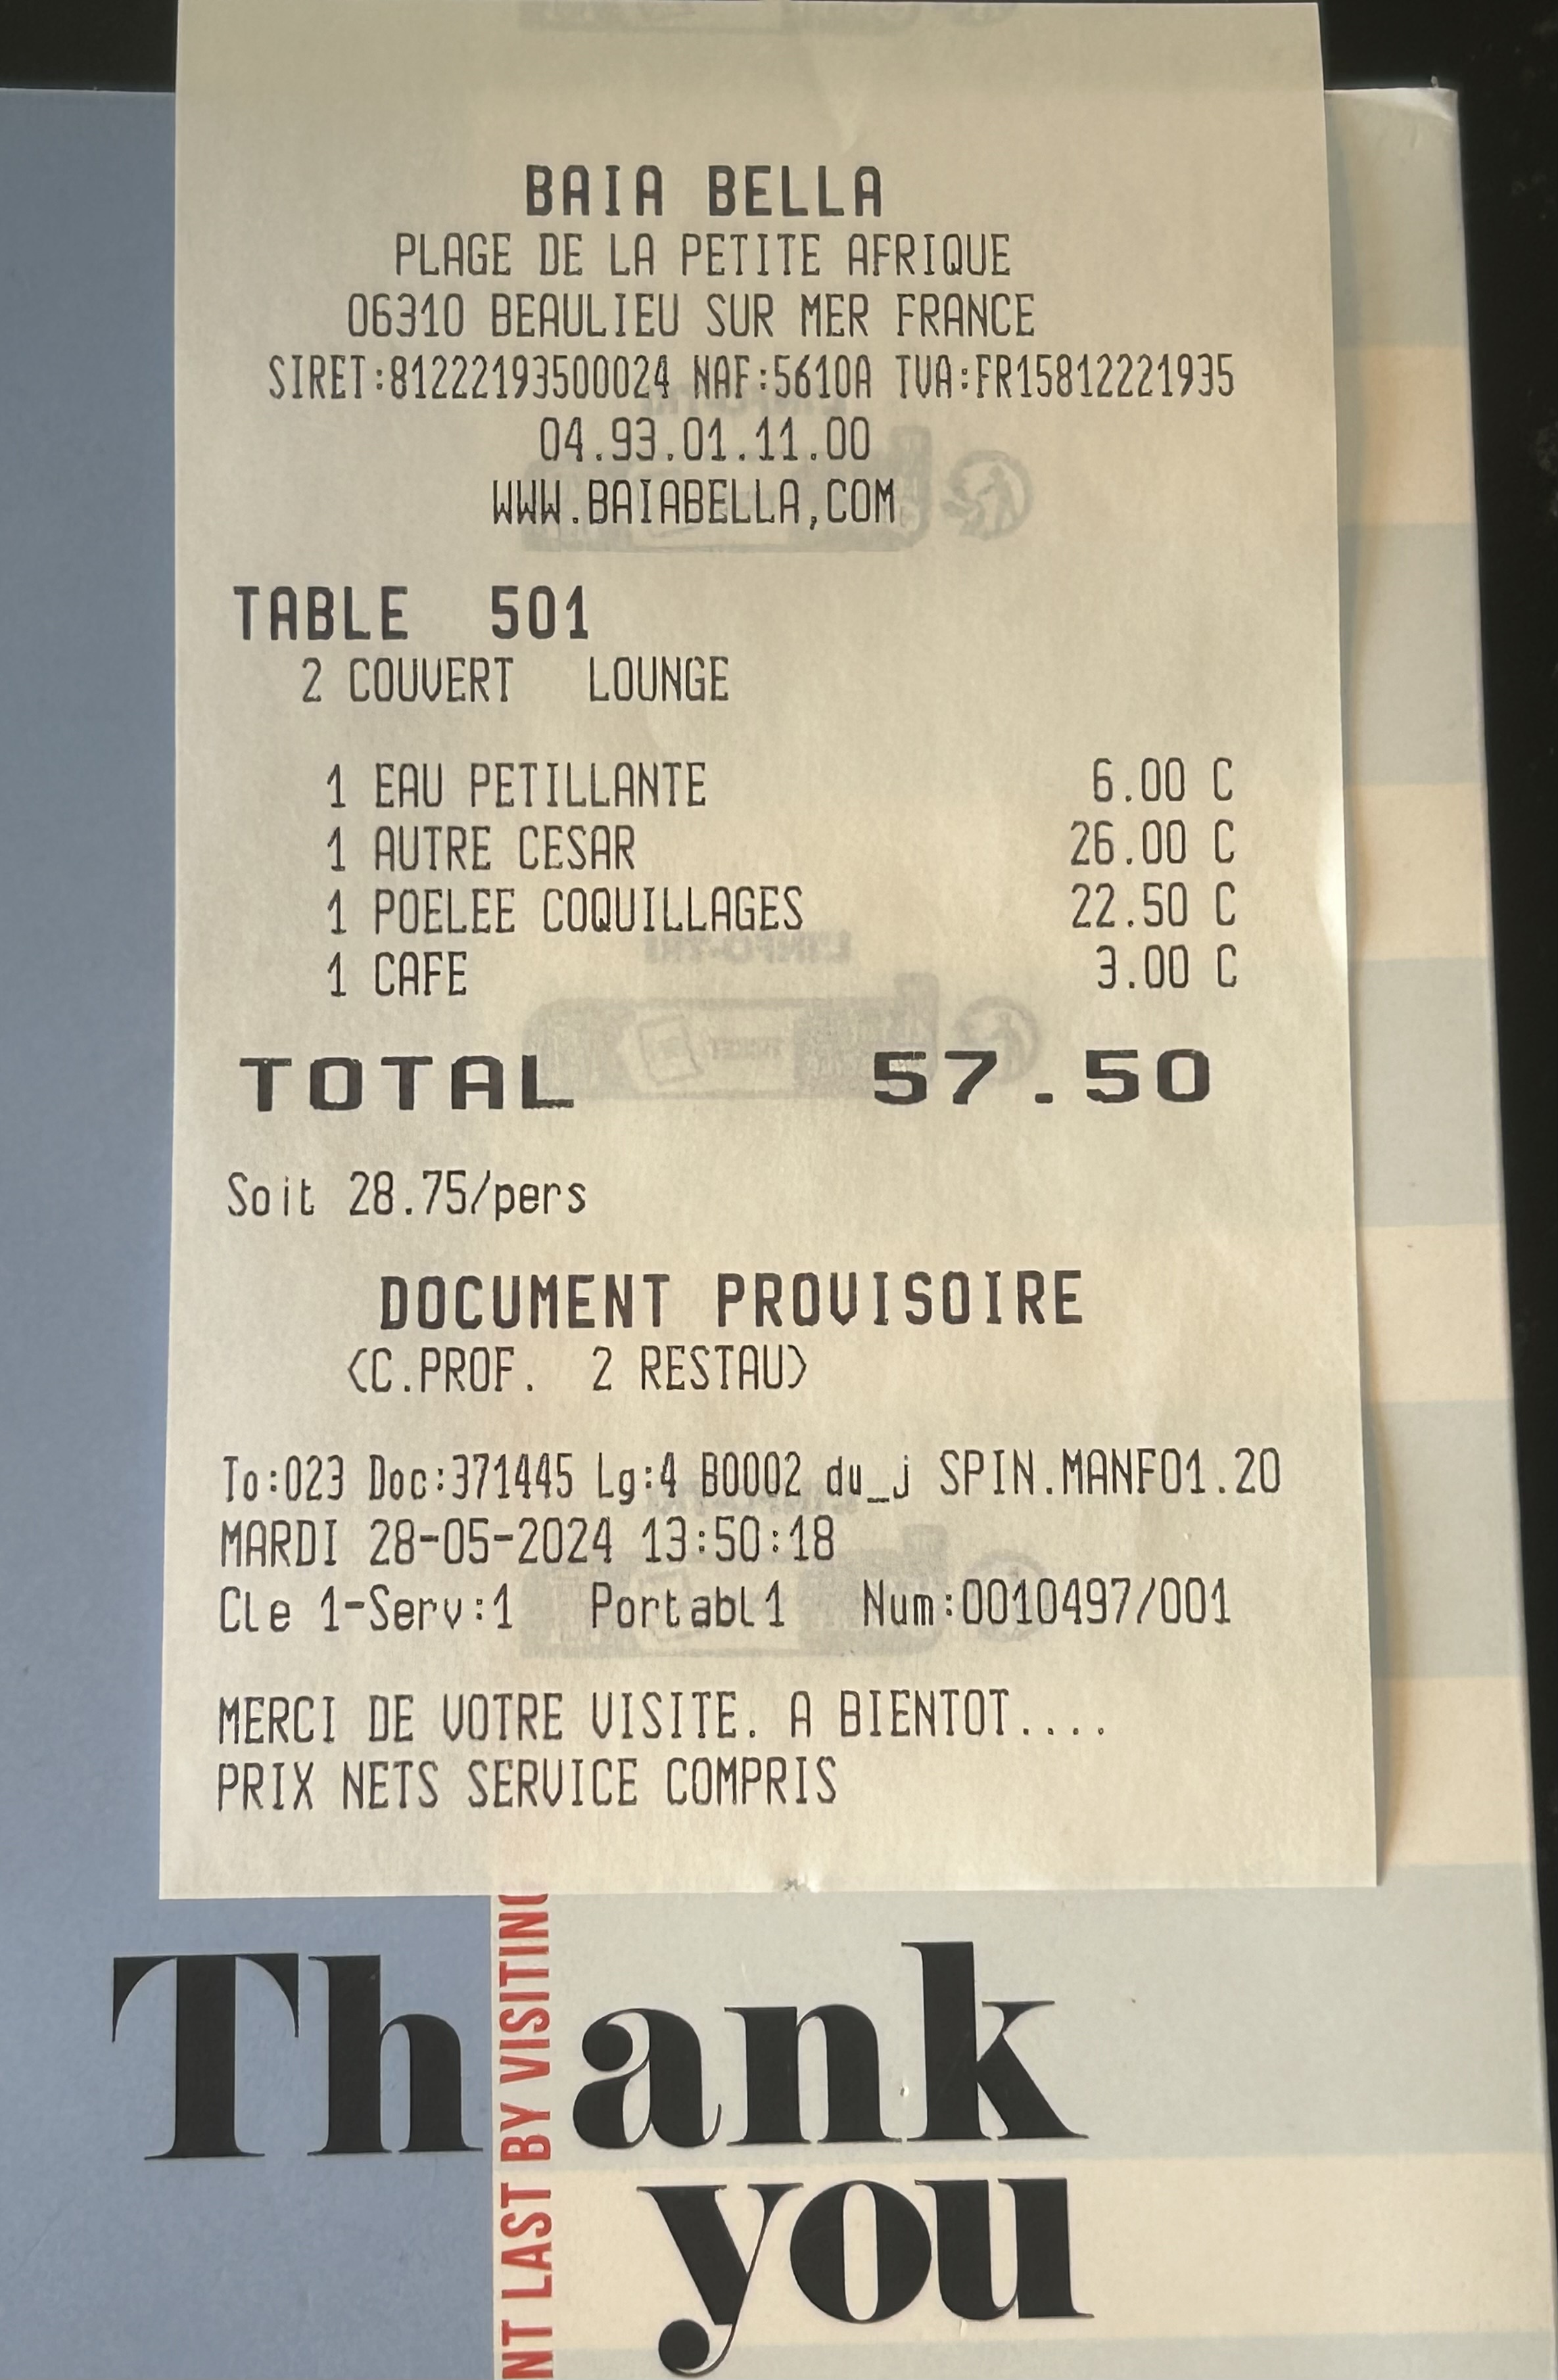 BAIA BELLA
PLAGE DE LA PETITE AFRIQUE
06310 BEAULIEU SUR MER FRANCE
SIRET:81222193500024 NAF:5610A TVA:FR15812221935
04.93.01.11.00
WWW.BAIABELLA,COM
TABLE 501
2 COUVERT LOUNGE
1 EAU PETILLANTE 6.00 C
1 AUTRE CESAR 26.00 C
1 POELEE COQUILLAGES 22.50 C
1 CAFE 3.00 C
TOTAL 57.50
Soit 28.75/pers
DOCUMENT PROVISOIRE
<C.PROF. 2 RESTAU>
To:023 Doc:371445 Lg:4 B0002 du_j SPIN.MANF01.20
MARDI 28-05-2024 13:50:18
Cle 1-Serv:1 Portabl1 Num:0010497/001
MERCI DE VOTRE VISITE. A BIENTOT....
PRIX NETS SERVICE COMPRIS
Thank
you
LAST BY VISITING